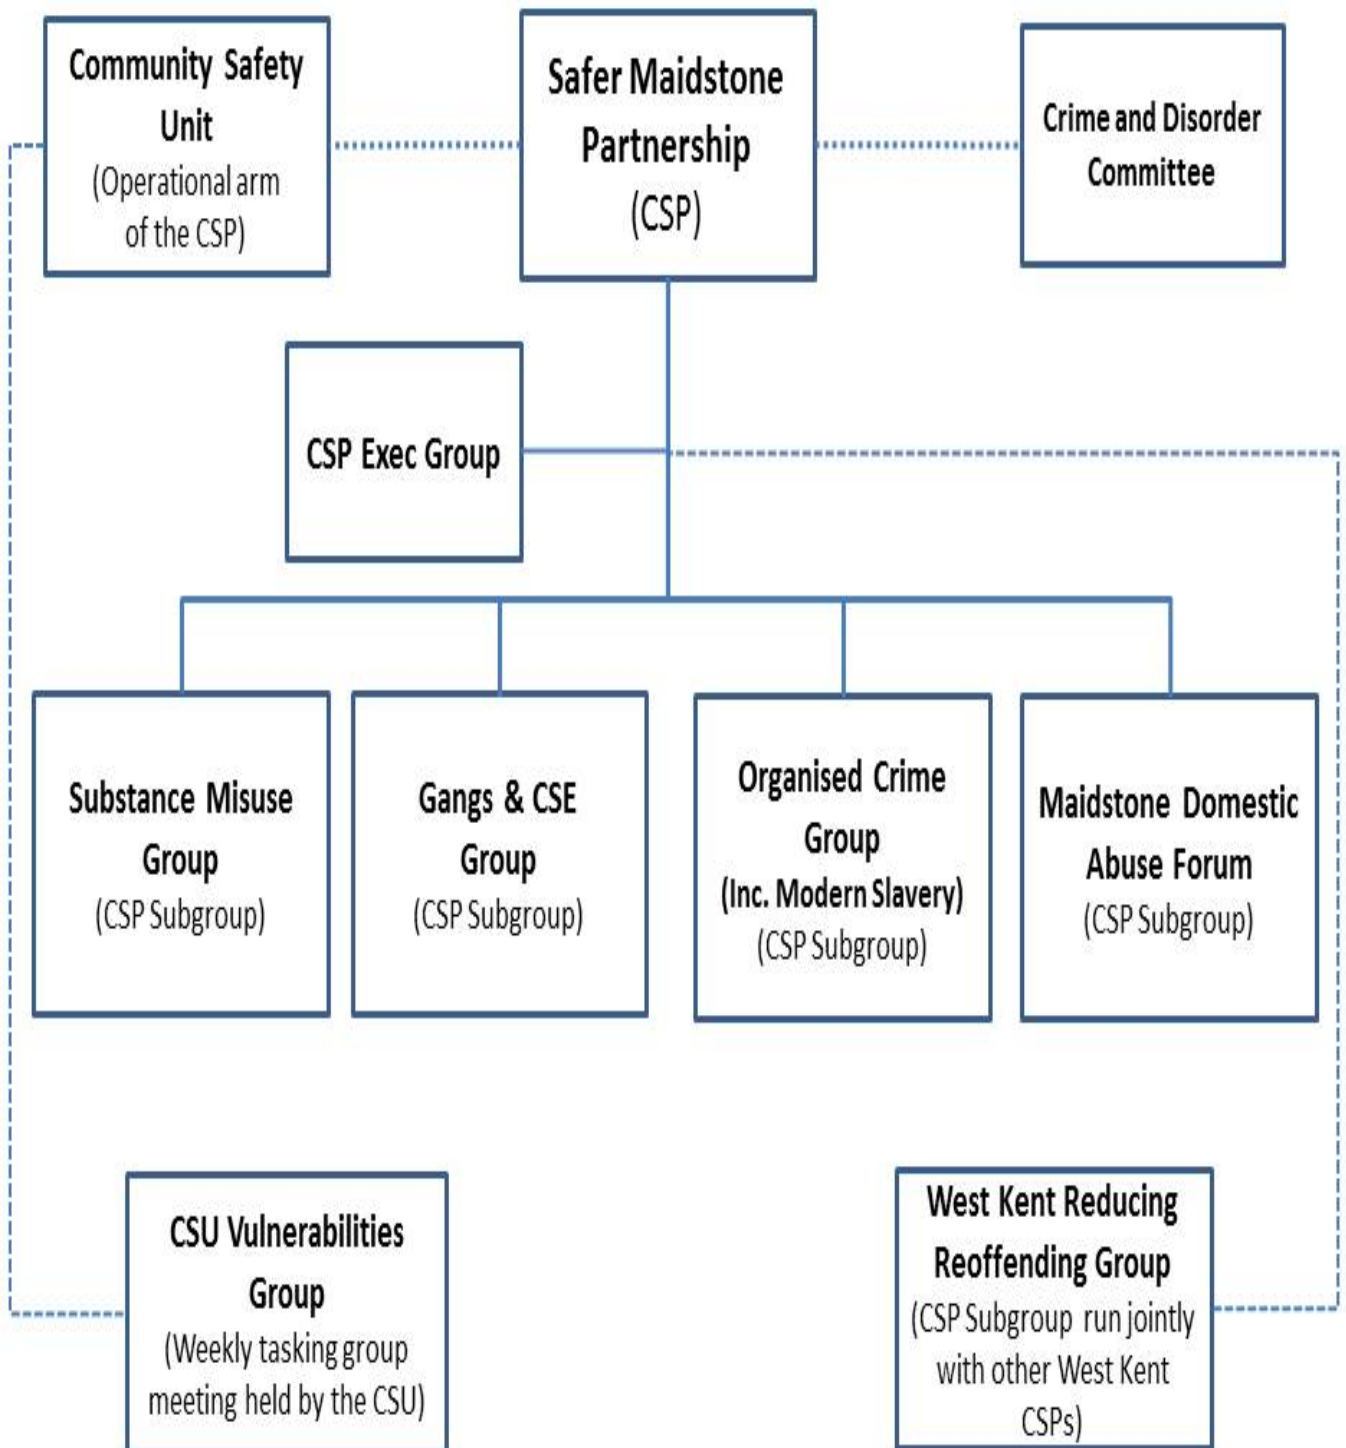 Community Safety
Unit
(Operational arm
of the CSP)
Safer Maidstone
Partnership
(CSP)
Crime and Disorder
Committee
CSP Exec Group
Substance Misuse
Group
(CSP Subgroup)
Gangs & CSE
Group
(CSP Subgroup)
Organised Crime
Group
(Inc. Modern Slavery)
(CSP Subgroup)
Maidstone Domestic
Abuse Forum
(CSP Subgroup)
CSU Vulnerabilities
Group
(Weekly tasking group
meeting held by the CSU)
West Kent Reducing
Reoffending Group
(CSP Subgroup run jointly
with other West Kent
CSPs)